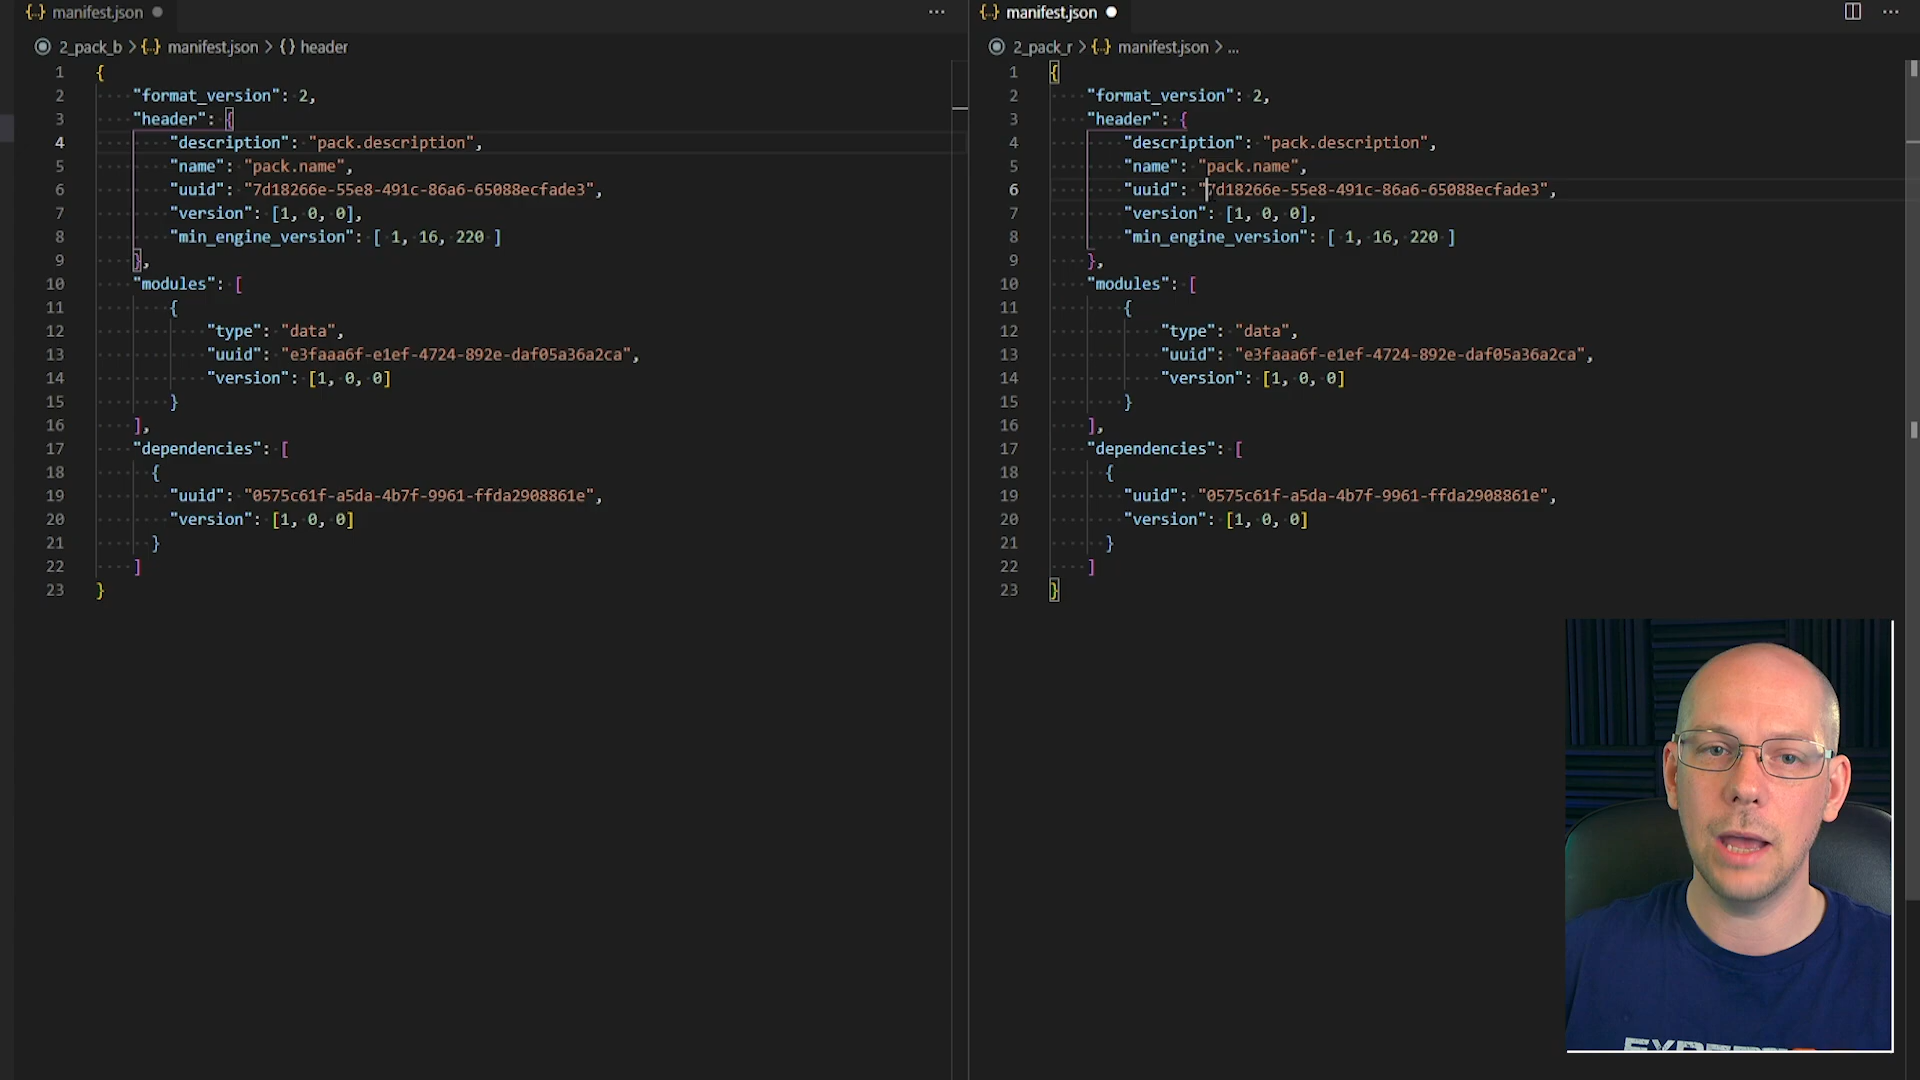 {..} manifest.json ...
2_pack_b > {..} manifest.json > {} header
1 {
2 "format_version": 2,
3 "header": {
4 "description": "pack.description",
5 "name": "pack.name",
6 "uuid": "7d18266e-55e8-491c-86a6-65088ecfade3",
7 "version": [1, 0, 0],
8 "min_engine_version": [ 1, 16, 220 ]
9 },
10 "modules": [
11 {
12 "type": "data",
13 "uuid": "e3faaa6f-e1ef-4724-892e-daf05a36a2ca",
14 "version": [1, 0, 0]
15 }
16 ],
17 "dependencies": [
18 {
19 "uuid": "0575c61f-a5da-4b7f-9961-ffda2908861e",
20 "version": [1, 0, 0]
21 }
22 ]
23 }
{..} manifest.json ...
2_pack_r > {..} manifest.json > ...
1 {
2 "format_version": 2,
3 "header": {
4 "description": "pack.description",
5 "name": "pack.name",
6 "uuid": "7d18266e-55e8-491c-86a6-65088ecfade3",
7 "version": [1, 0, 0],
8 "min_engine_version": [ 1, 16, 220 ]
9 },
10 "modules": [
11 {
12 "type": "data",
13 "uuid": "e3faaa6f-e1ef-4724-892e-daf05a36a2ca",
14 "version": [1, 0, 0]
15 }
16 ],
17 "dependencies": [
18 {
19 "uuid": "0575c61f-a5da-4b7f-9961-ffda2908861e",
20 "version": [1, 0, 0]
21 }
22 ]
23 }